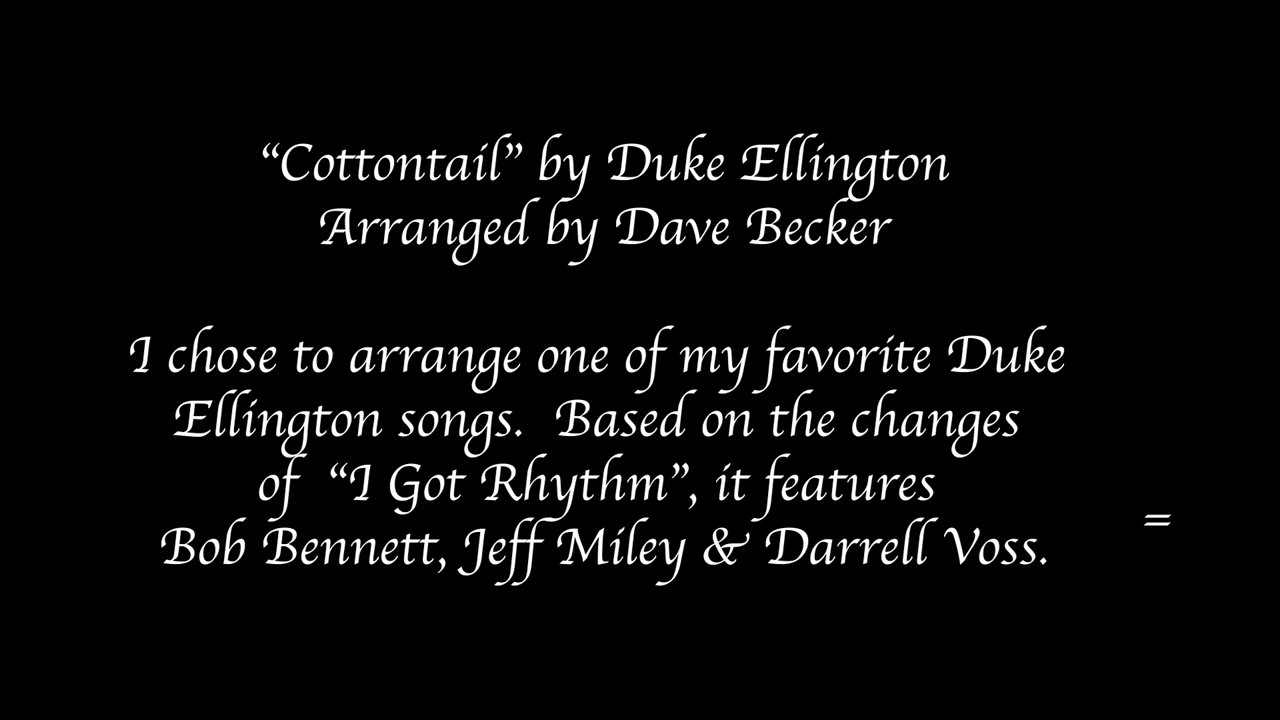 “Cottontail” by Duke Ellington
Arranged by Dave Becker
I chose to arrange one of my favorite Duke
Ellington songs.  Based on the changes
of  “I Got Rhythm”, it features
=
Bob Bennett, Jeff Miley & Darrell Voss.